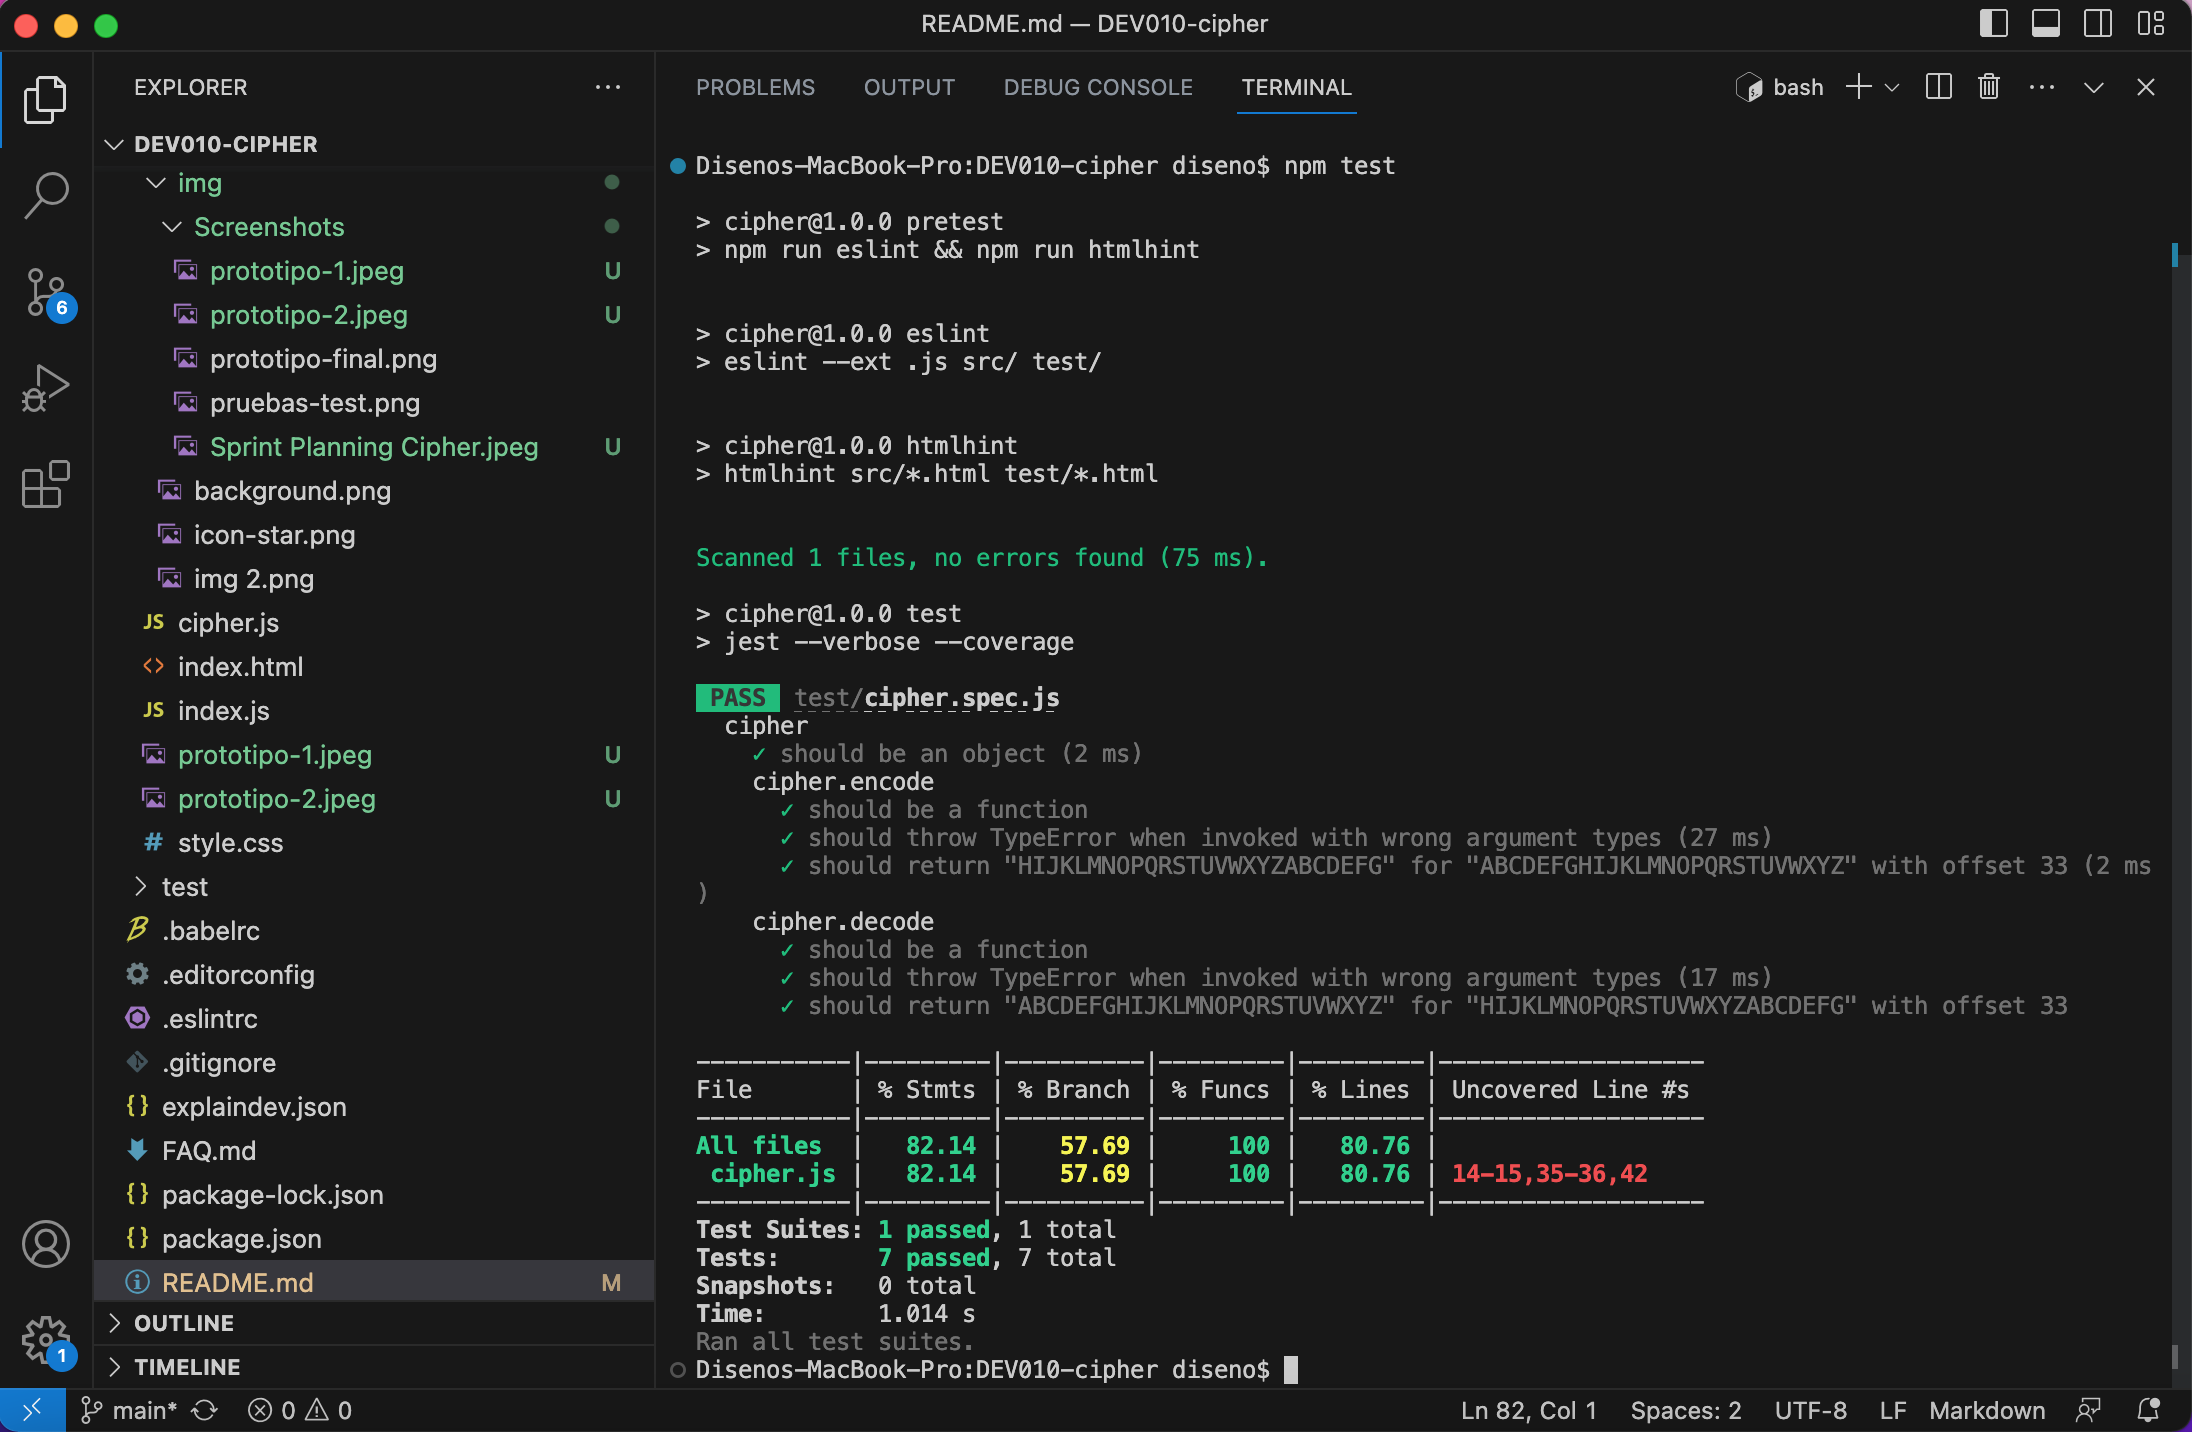 README.md — DEV010-cipher
EXPLORER
DEV010-CIPHER
img
Screenshots
prototipo-1.jpeg U
prototipo-2.jpeg U
prototipo-final.png
pruebas-test.png
Sprint Planning Cipher.jpeg U
background.png
icon-star.png
img 2.png
JS cipher.js
<> index.html
JS index.js
prototipo-1.jpeg U
prototipo-2.jpeg U
# style.css
test
.babelrc
.editorconfig
.eslintrc
.gitignore
{} explaindev.json
FAQ.md
{} package-lock.json
{} package.json
README.md M
OUTLINE
TIMELINE
6
1
PROBLEMS OUTPUT DEBUG CONSOLE TERMINAL bash
Disenos-MacBook-Pro:DEV010-cipher diseno$ npm test
> cipher@1.0.0 pretest
> npm run eslint && npm run htmlhint
> cipher@1.0.0 eslint
> eslint --ext .js src/ test/
> cipher@1.0.0 htmlhint
> htmlhint src/*.html test/*.html
Scanned 1 files, no errors found (75 ms).
> cipher@1.0.0 test
> jest --verbose --coverage
PASS test/cipher.spec.js
cipher
✓ should be an object (2 ms)
cipher.encode
✓ should be a function
✓ should throw TypeError when invoked with wrong argument types (27 ms)
✓ should return "HIJKLMNOPQRSTUVWXYZABCDEFG" for "ABCDEFGHIJKLMNOPQRSTUVWXYZ" with offset 33 (2 ms
)
cipher.decode
✓ should be a function
✓ should throw TypeError when invoked with wrong argument types (17 ms)
✓ should return "ABCDEFGHIJKLMNOPQRSTUVWXYZ" for "HIJKLMNOPQRSTUVWXYZABCDEFG" with offset 33
-----------|---------|----------|---------|---------|-------------------
File | % Stmts | % Branch | % Funcs | % Lines | Uncovered Line #s
-----------|---------|----------|---------|---------|-------------------
All files | 82.14 | 57.69 | 100 | 80.76 |
cipher.js | 82.14 | 57.69 | 100 | 80.76 | 14-15,35-36,42
-----------|---------|----------|---------|---------|-------------------
Test Suites: 1 passed, 1 total
Tests: 7 passed, 7 total
Snapshots: 0 total
Time: 1.014 s
Ran all test suites.
Disenos-MacBook-Pro:DEV010-cipher diseno$
main* 0 0 Ln 82, Col 1 Spaces: 2 UTF-8 LF Markdown